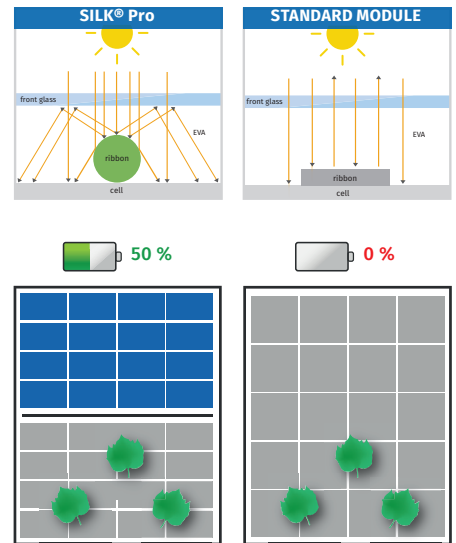 SILK® Pro
front glass
EVA
ribbon
cell
STANDARD MODULE
front glass
EVA
ribbon
cell
50 %
0 %